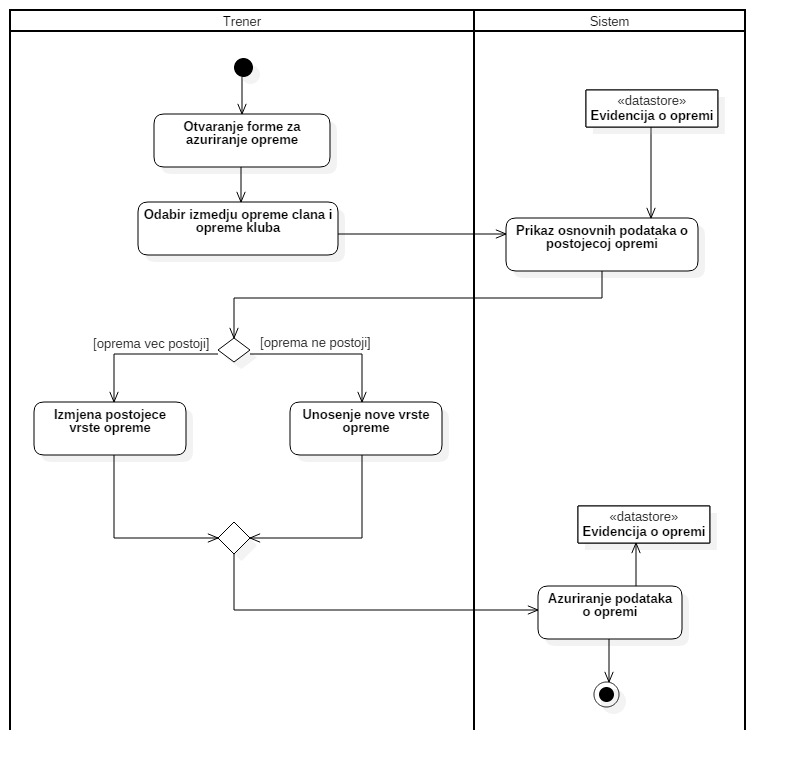 Trener
Sistem
Otvaranje forme za
azuriranje opreme
«datastore»
Evidencija o opremi
Odabir izmedju opreme clana i
opreme kluba
Prikaz osnovnih podataka o
postojecoj opremi
[oprema vec postoji]
[oprema ne postoji]
Izmjena postojece
vrste opreme
Unosenje nove vrste
opreme
«datastore»
Evidencija o opremi
Azuriranje podataka
o opremi